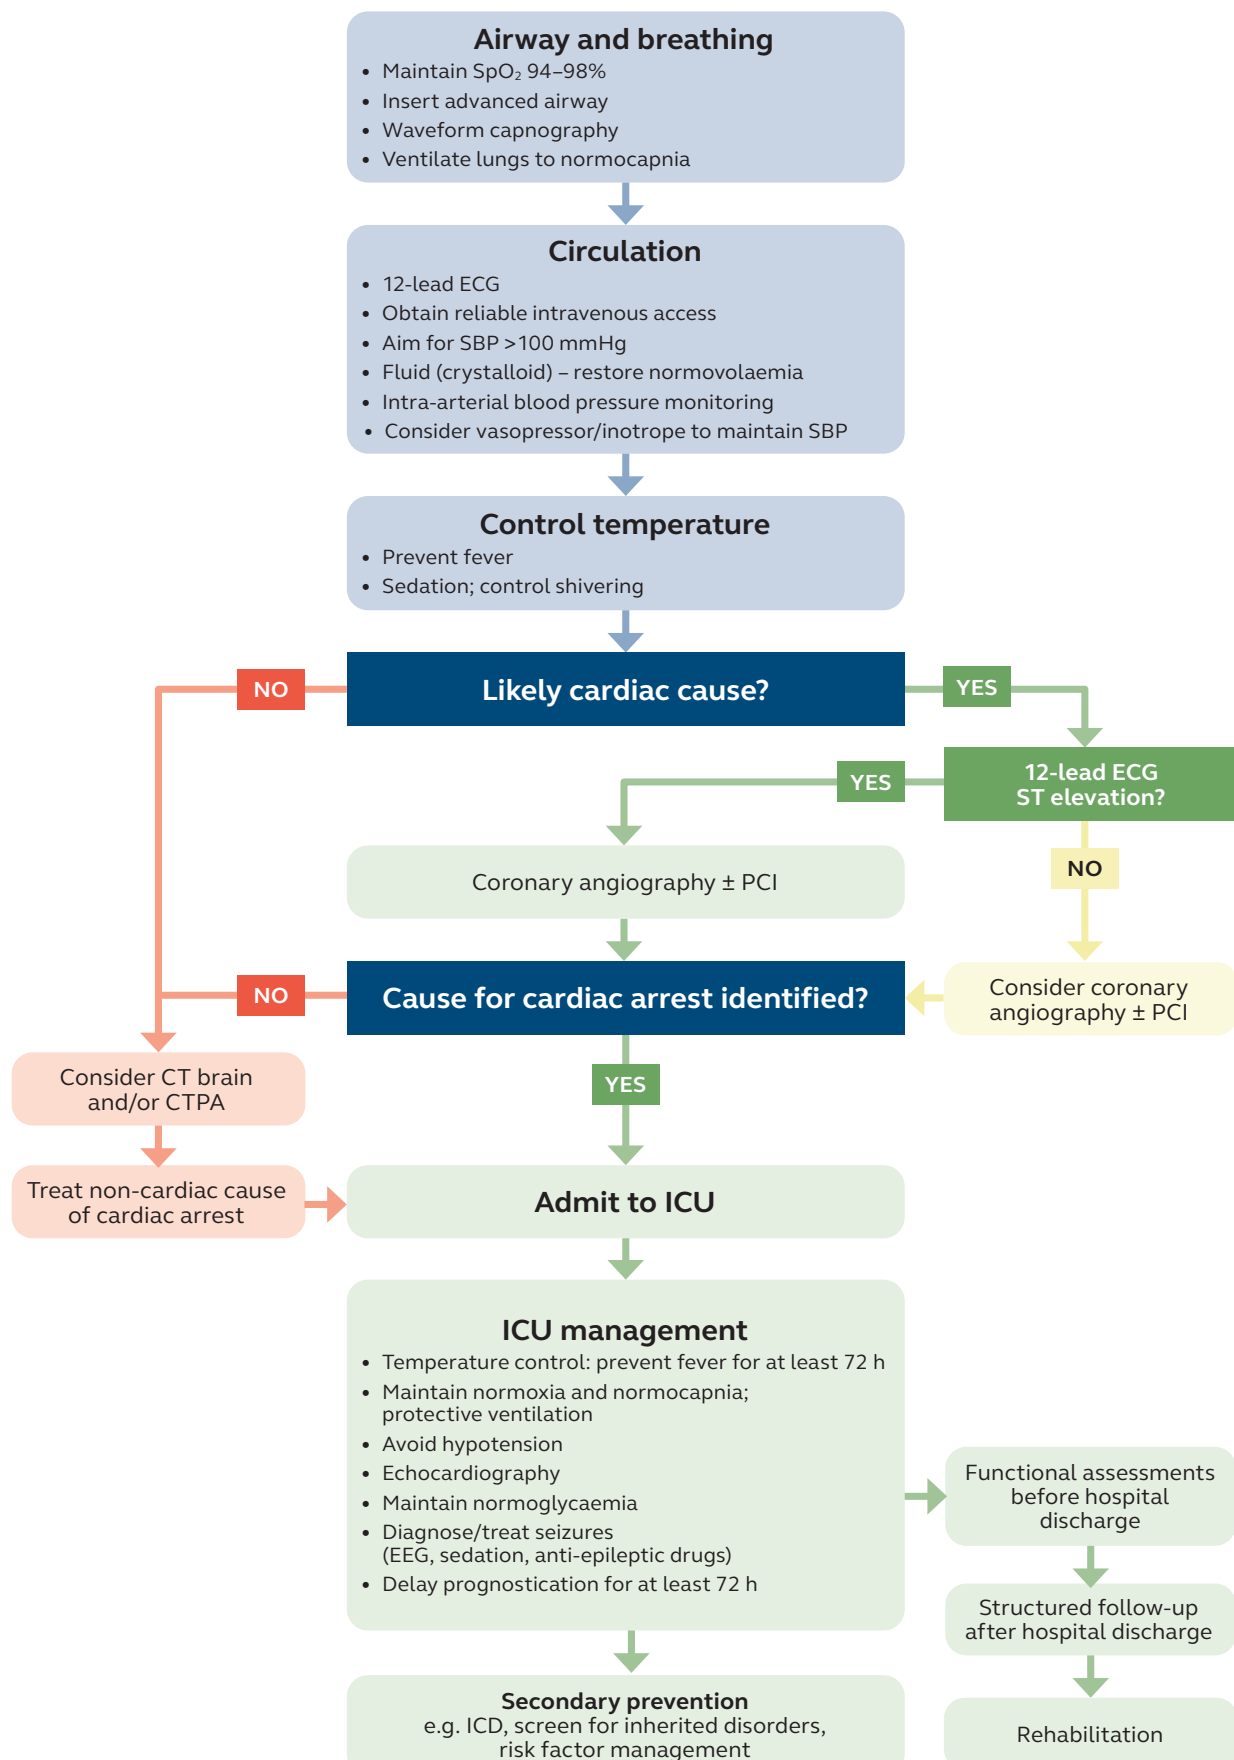 Airway and breathing
• Maintain SpO₂ 94–98%
• Insert advanced airway
• Waveform capnography
• Ventilate lungs to normocapnia
Circulation
• 12-lead ECG
• Obtain reliable intravenous access
• Aim for SBP >100 mmHg
• Fluid (crystalloid) – restore normovolaemia
• Intra-arterial blood pressure monitoring
• Consider vasopressor/inotrope to maintain SBP
Control temperature
• Prevent fever
• Sedation; control shivering
NO
Likely cardiac cause?
YES
12-lead ECG
ST elevation?
YES
NO
Coronary angiography ± PCI
NO
Cause for cardiac arrest identified?
Consider coronary
angiography ± PCI
YES
Consider CT brain
and/or CTPA
Treat non-cardiac cause
of cardiac arrest
Admit to ICU
ICU management
• Temperature control: prevent fever for at least 72 h
• Maintain normoxia and normocapnia;
protective ventilation
• Avoid hypotension
• Echocardiography
• Maintain normoglycaemia
• Diagnose/treat seizures
(EEG, sedation, anti-epileptic drugs)
• Delay prognostication for at least 72 h
Functional assessments
before hospital
discharge
Structured follow-up
after hospital discharge
Rehabilitation
Secondary prevention
e.g. ICD, screen for inherited disorders,
risk factor management